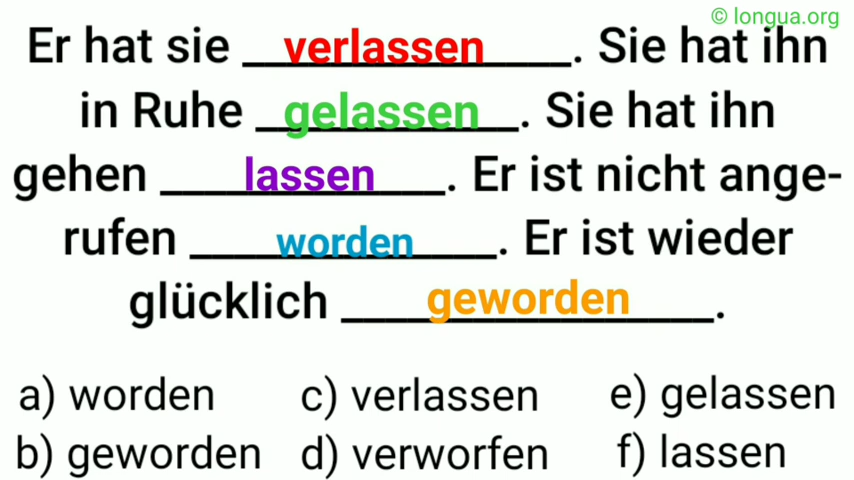 © longua.org
Er hat sie verlassen. Sie hat ihn
in Ruhe gelassen. Sie hat ihn
gehen lassen. Er ist nicht ange-
rufen worden. Er ist wieder
glücklich geworden.
a) worden c) verlassen e) gelassen
b) geworden d) verworfen f) lassen